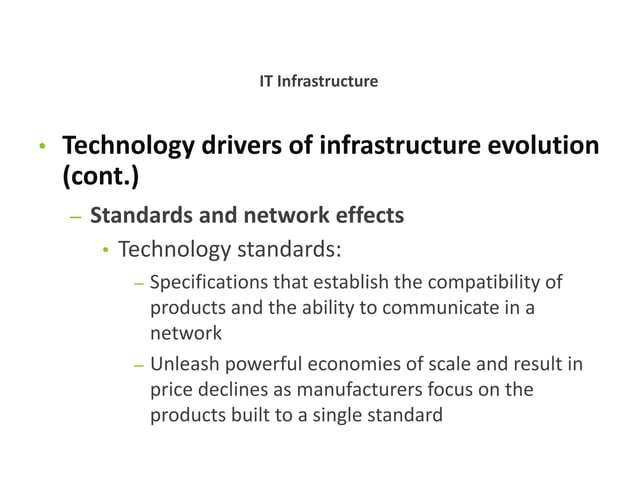 IT Infrastructure
• Technology drivers of infrastructure evolution
(cont.)
– Standards and network effects
• Technology standards:
– Specifications that establish the compatibility of
products and the ability to communicate in a
network
– Unleash powerful economies of scale and result in
price declines as manufacturers focus on the
products built to a single standard